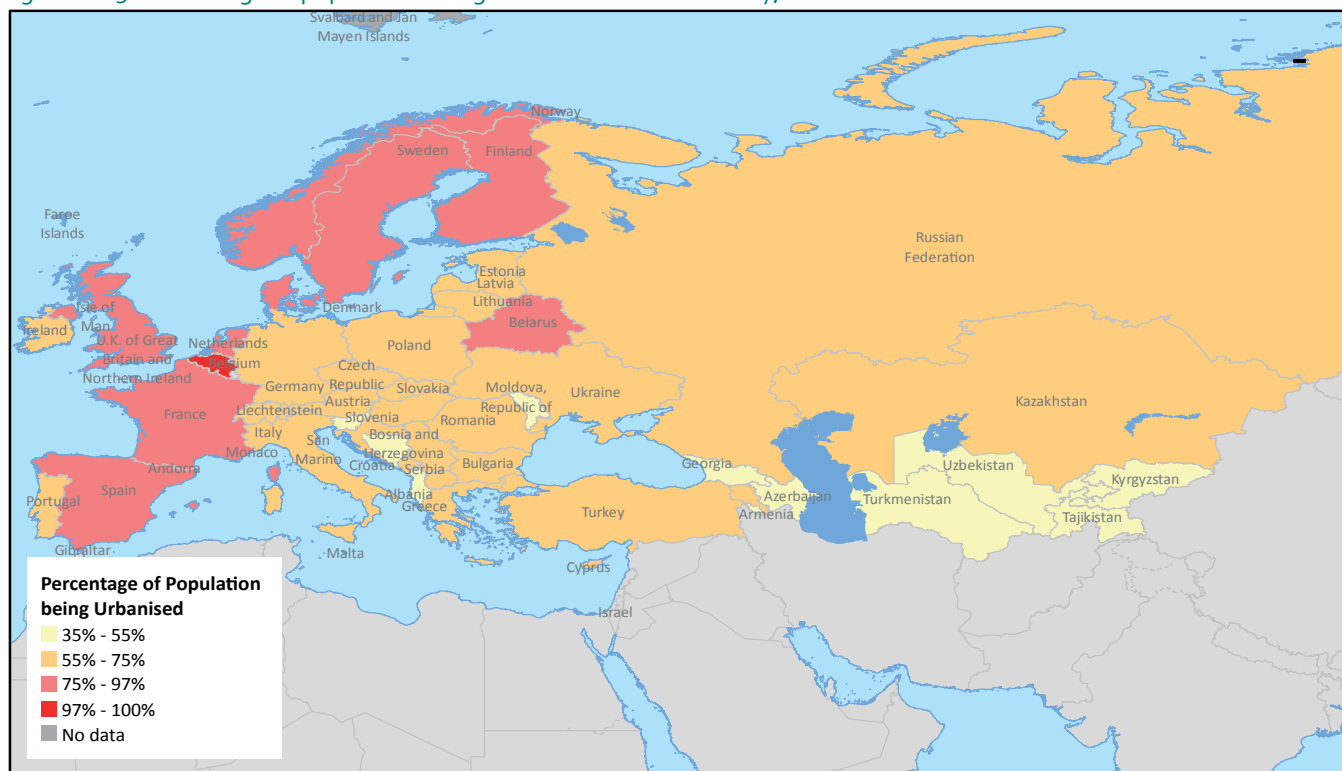 Svalbard and Jan
Mayen Islands
Norway
Sweden
Finland
Faroe
Islands
Russian
Federation
Estonia
Latvia
Lithuania
Denmark
Belarus
Isle of
Man
Ireland
U.K. of Great
Britain and
Northern Ireland
Netherlands
Belgium
Poland
Germany
Czech
Republic
Slovakia
Ukraine
Moldova,
Republic of
Kazakhstan
France
Liechtenstein
Austria
Slovenia
Romania
Italy
San
Marino
Monaco
Bosnia and
Herzegovina
Croatia
Serbia
Bulgaria
Andorra
Spain
Portugal
Albania
Greece
Georgia
Azerbaijan
Armenia
Turkmenistan
Uzbekistan
Kyrgyzstan
Tajikistan
Turkey
Gibraltar
Malta
Cyprus
Israel
Percentage of Population
being Urbanised
35% - 55%
55% - 75%
75% - 97%
97% - 100%
No data